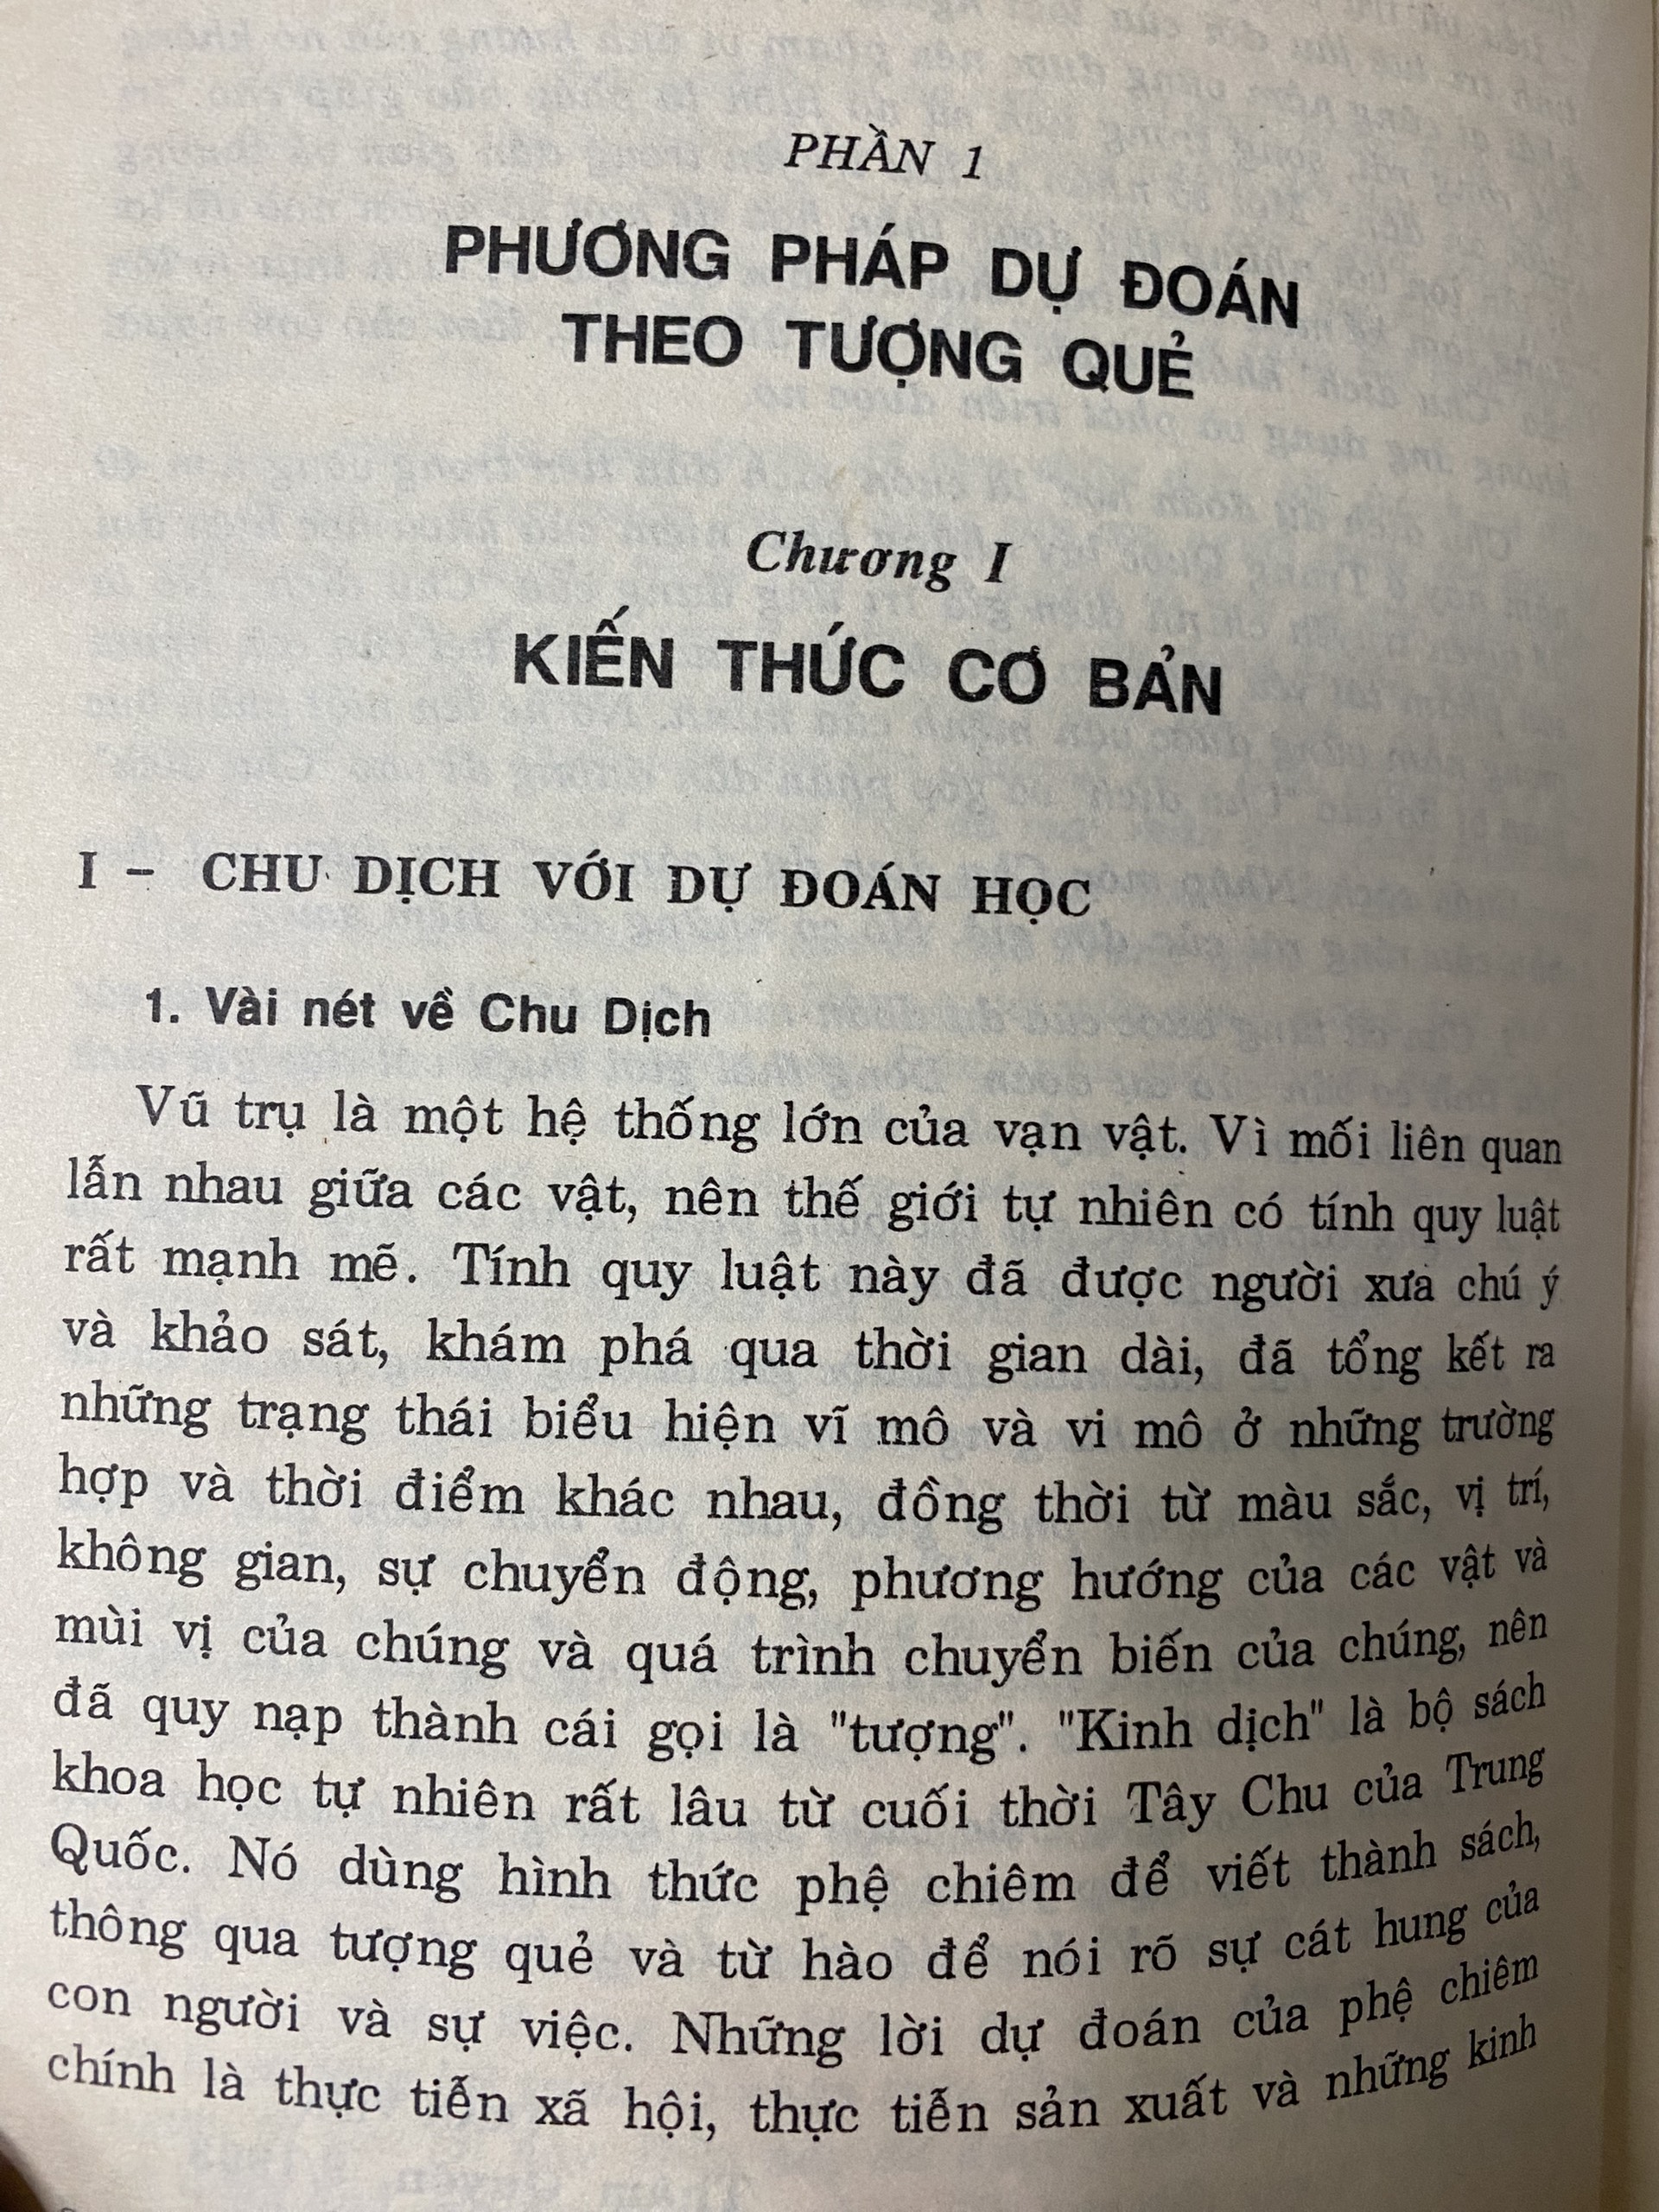 PHẦN 1
PHƯƠNG PHÁP DỰ ĐOÁN
THEO TƯỢNG QUẺ
Chương I
KIẾN THỨC CƠ BẢN
I - CHU DỊCH VỚI DỰ ĐOÁN HỌC
1. Vài nét về Chu Dịch
Vũ trụ là một hệ thống lớn của vạn vật. Vì mối liên quan
lẫn nhau giữa các vật, nên thế giới tự nhiên có tính quy luật
rất mạnh mẽ. Tính quy luật này đã được người xưa chú ý
và khảo sát, khám phá qua thời gian dài, đã tổng kết ra
những trạng thái biểu hiện vĩ mô và vi mô ở những trường
hợp và thời điểm khác nhau, đồng thời từ màu sắc, vị trí,
không gian, sự chuyển động, phương hướng của các vật và
mùi vị của chúng và quá trình chuyển biến của chúng, nên
đã quy nạp thành cái gọi là "tượng". "Kinh dịch" là bộ sách
khoa học tự nhiên rất lâu từ cuối thời Tây Chu của Trung
Quốc. Nó dùng hình thức phệ chiêm để viết thành sách,
thông qua tượng quẻ và từ hào để nói rõ sự cát hung của
con người và sự việc. Những lời dự đoán của phệ chiêm
chính là thực tiễn xã hội, thực tiễn sản xuất và những kinh